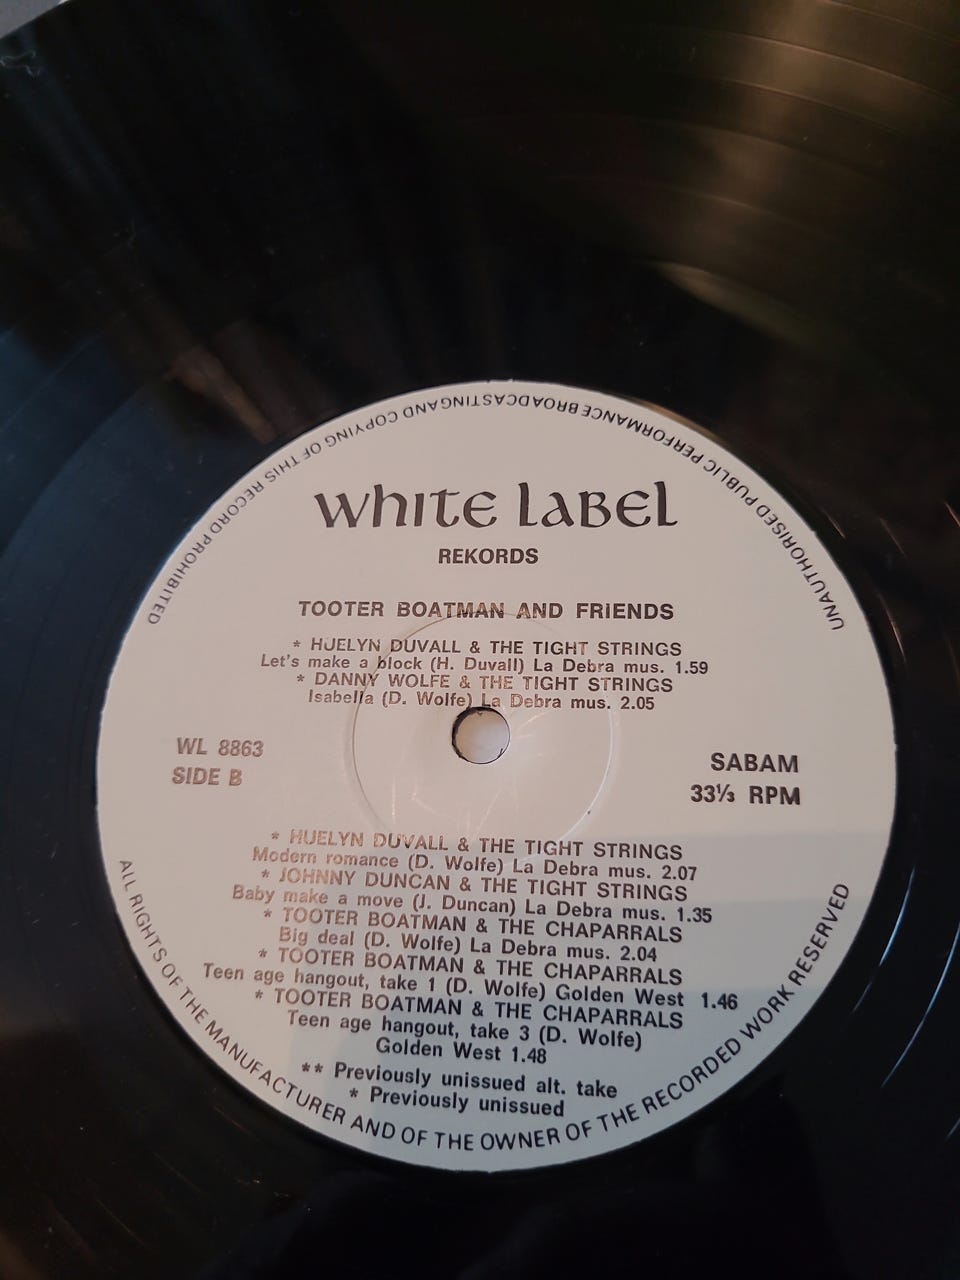 UNAUTHORISED PUBLIC PERFORMANCE BROADCASTING AND COPYING OF THIS RECORD PROHIBITED
White Label
REKORDS
TOOTER BOATMAN AND FRIENDS
* HUELYN DUVALL & THE TIGHT STRINGS
Let's make a block (H. Duvall) La Debra mus. 1.59
* DANNY WOLFE & THE TIGHT STRINGS
Isabella (D. Wolfe) La Debra mus. 2.05
WL 8863
SIDE B
SABAM
33⅓ RPM
* HUELYN DUVALL & THE TIGHT STRINGS
Modern romance (D. Wolfe) La Debra mus. 2.07
* JOHNNY DUNCAN & THE TIGHT STRINGS
Baby make a move (J. Duncan) La Debra mus. 1.35
* TOOTER BOATMAN & THE CHAPARRALS
Big deal (D. Wolfe) La Debra mus. 2.04
* TOOTER BOATMAN & THE CHAPARRALS
Teen age hangout, take 1 (D. Wolfe) Golden West 1.46
* TOOTER BOATMAN & THE CHAPARRALS
Teen age hangout, take 3 (D. Wolfe)
Golden West 1.48
** Previously unissued alt. take
* Previously unissued
ALL RIGHTS OF THE MANUFACTURER AND OF THE OWNER OF THE RECORDED WORK RESERVED